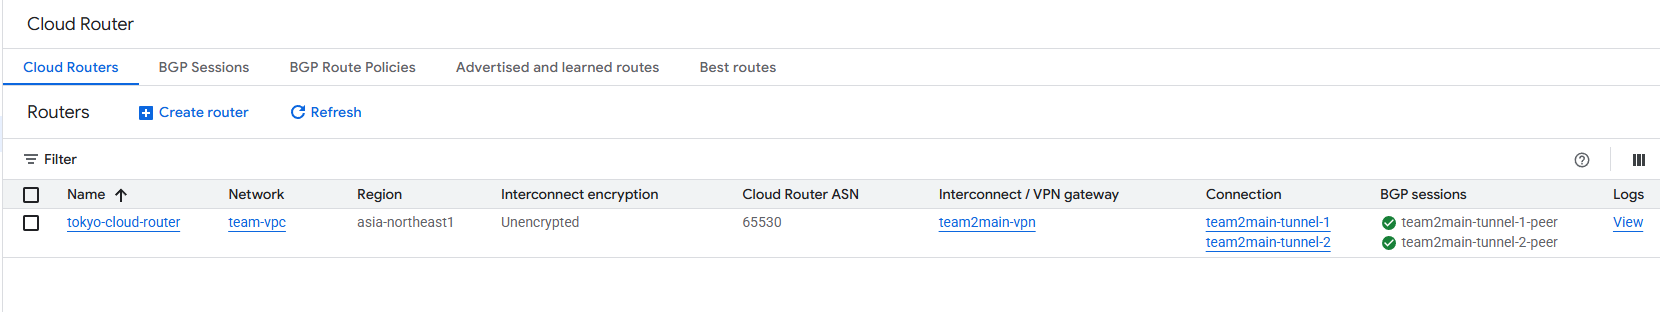 Cloud Router
Cloud Routers BGP Sessions BGP Route Policies Advertised and learned routes Best routes
Routers Create router Refresh
Filter
Name Network Region Interconnect encryption Cloud Router ASN Interconnect / VPN gateway Connection BGP sessions Logs
tokyo-cloud-router team-vpc asia-northeast1 Unencrypted 65530 team2main-vpn team2main-tunnel-1 team2main-tunnel-1-peer View
team2main-tunnel-2 team2main-tunnel-2-peer